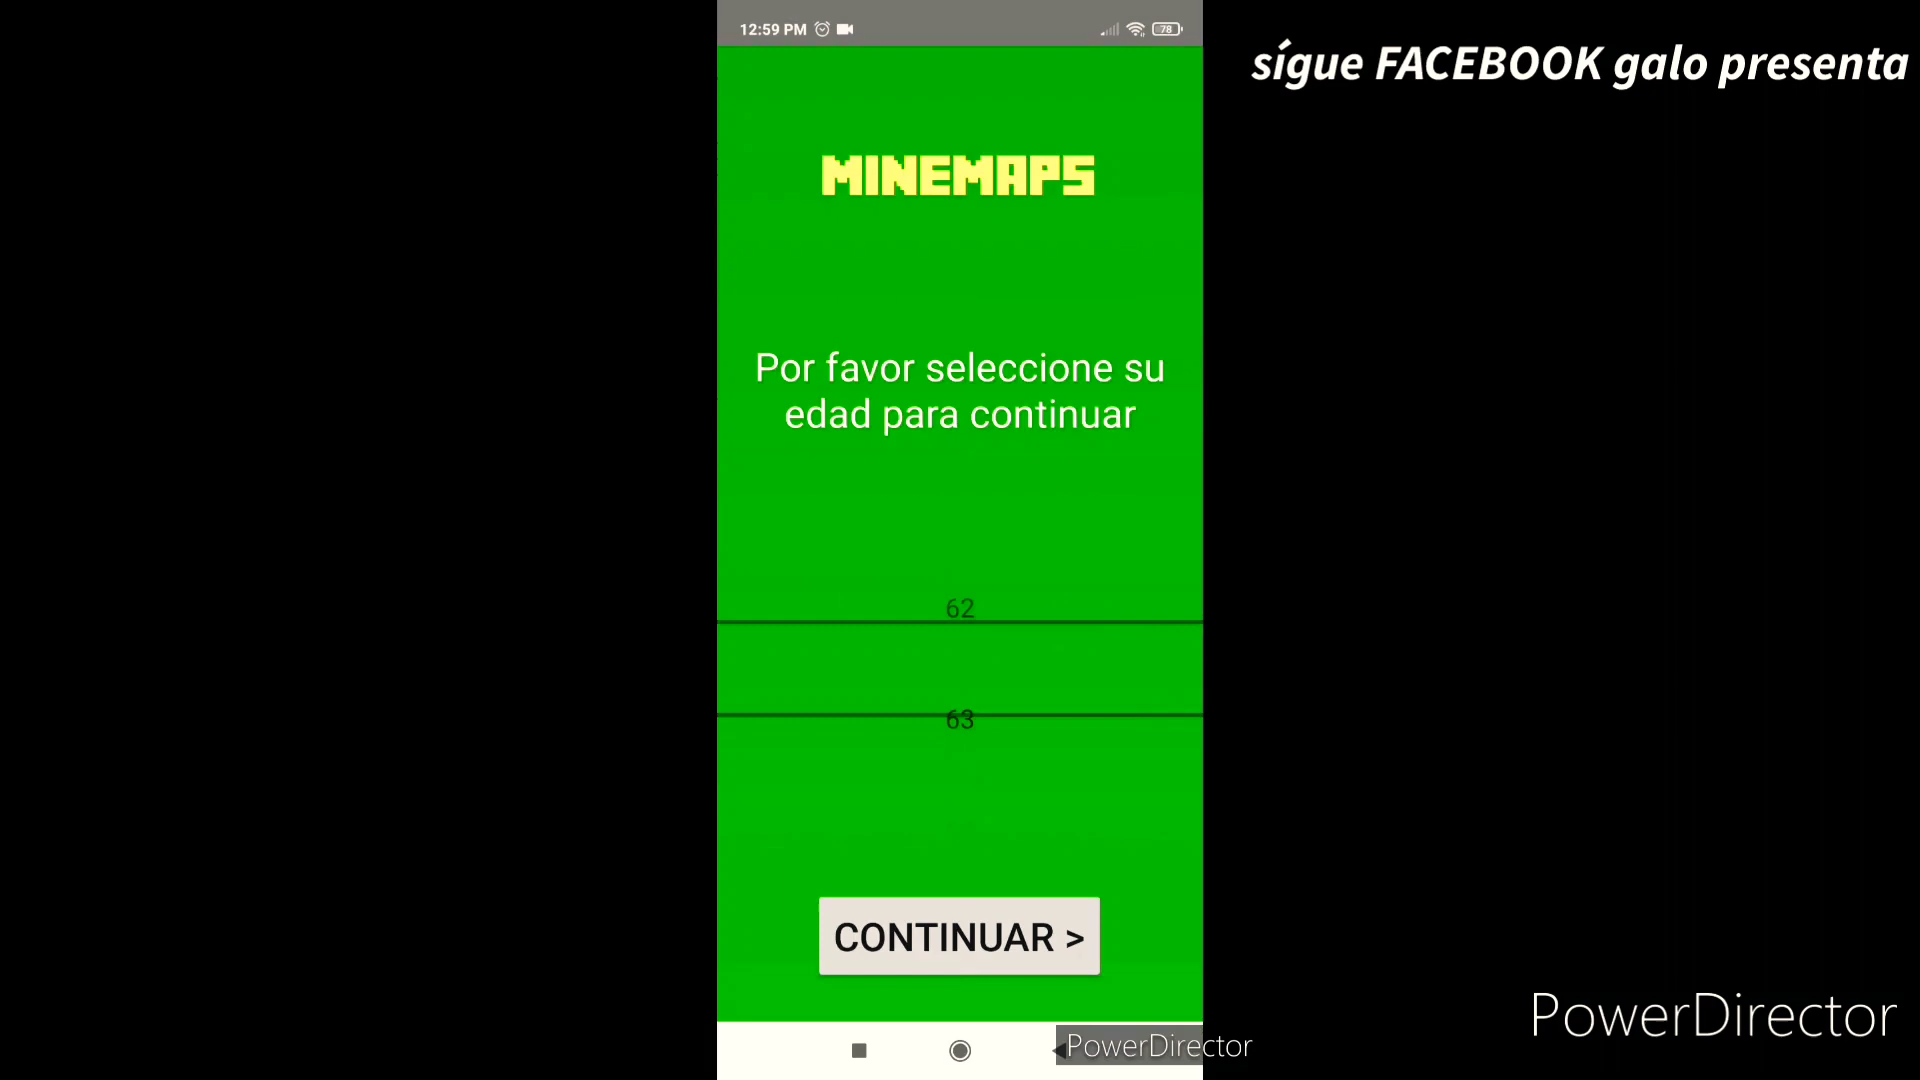 12:59 PM
78
sígue FACEBOOK galo presenta
MINEMAPS
Por favor seleccione su
edad para continuar
62
63
CONTINUAR >
PowerDirector
PowerDirector